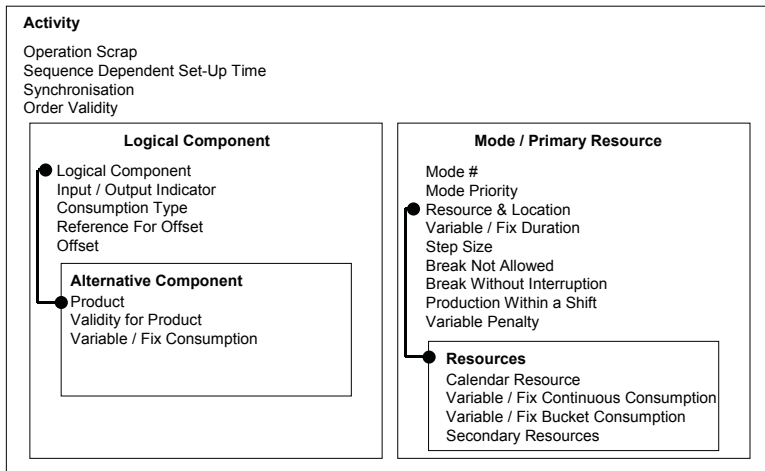 Activity
Operation Scrap
Sequence Dependent Set-Up Time
Synchronisation
Order Validity
Logical Component
Logical Component
Input / Output Indicator
Consumption Type
Reference For Offset
Offset
Alternative Component
Product
Validity for Product
Variable / Fix Consumption
Mode / Primary Resource
Mode #
Mode Priority
Resource & Location
Variable / Fix Duration
Step Size
Break Not Allowed
Break Without Interruption
Production Within a Shift
Variable Penalty
Resources
Calendar Resource
Variable / Fix Continuous Consumption
Variable / Fix Bucket Consumption
Secondary Resources